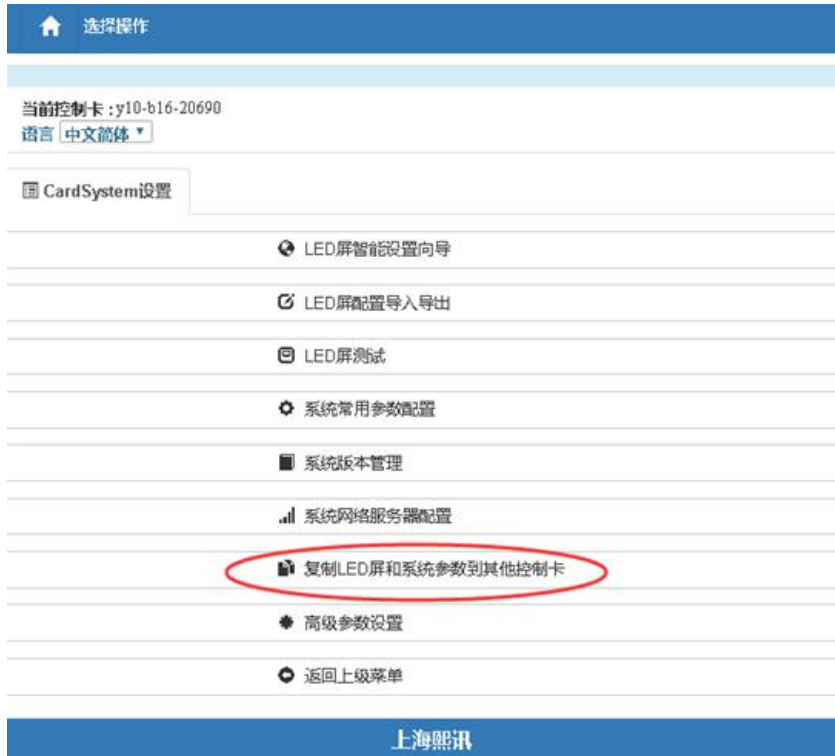 选择操作
当前控制卡:y10-b16-20690
语言 中文简体
CardSystem设置
LED屏智能设置向导
LED屏配置导入导出
LED屏测试
系统常用参数配置
系统版本管理
系统网络服务器配置
复制LED屏和系统参数到其他控制卡
高级参数设置
返回上级菜单
上海熙讯